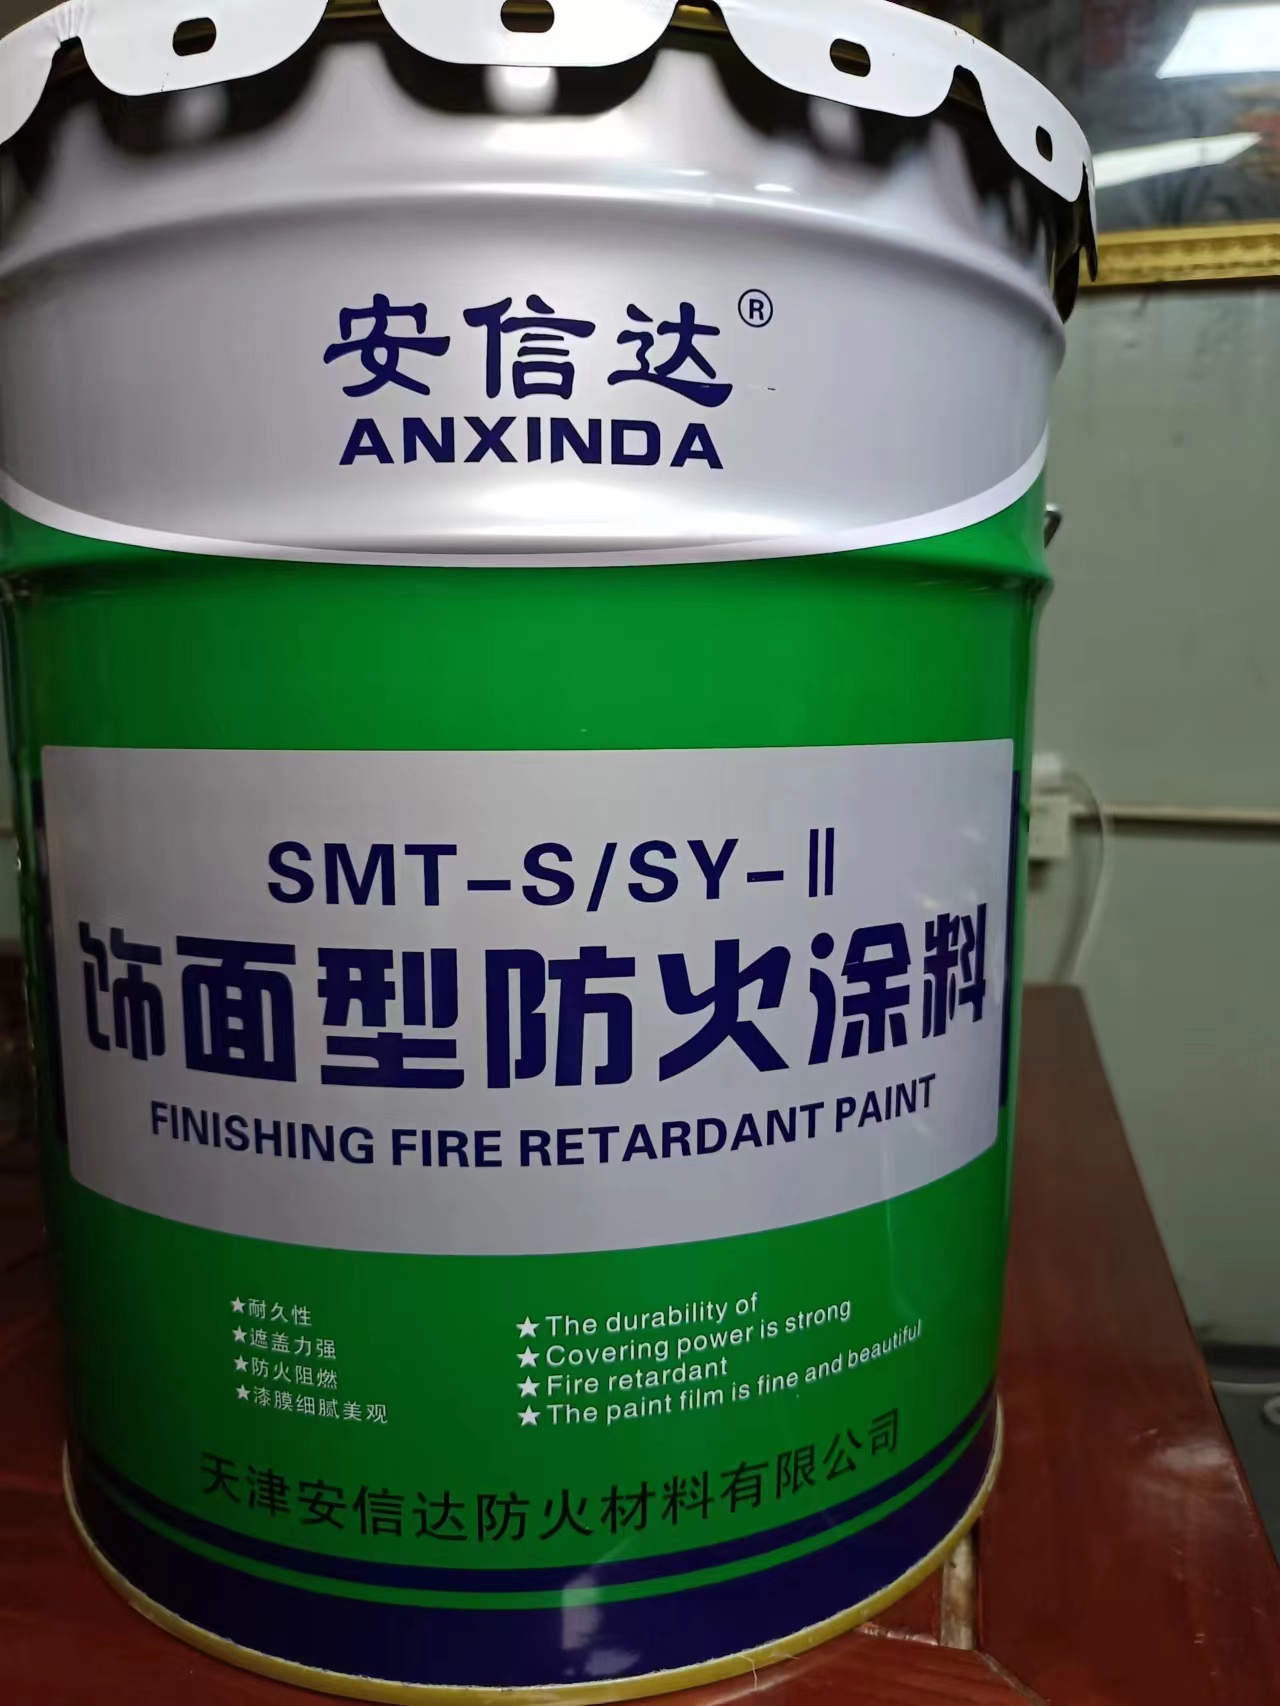 安信达®
ANXINDA
SMT-S/SY-Ⅱ
饰面型防火涂料
FINISHING FIRE RETARDANT PAINT
★耐久性
★遮盖力强
★防火阻燃
★漆膜细腻美观
★The durability of
★Covering power is strong
★Fire retardant
★The paint film is fine and beautiful
天津安信达防火材料有限公司